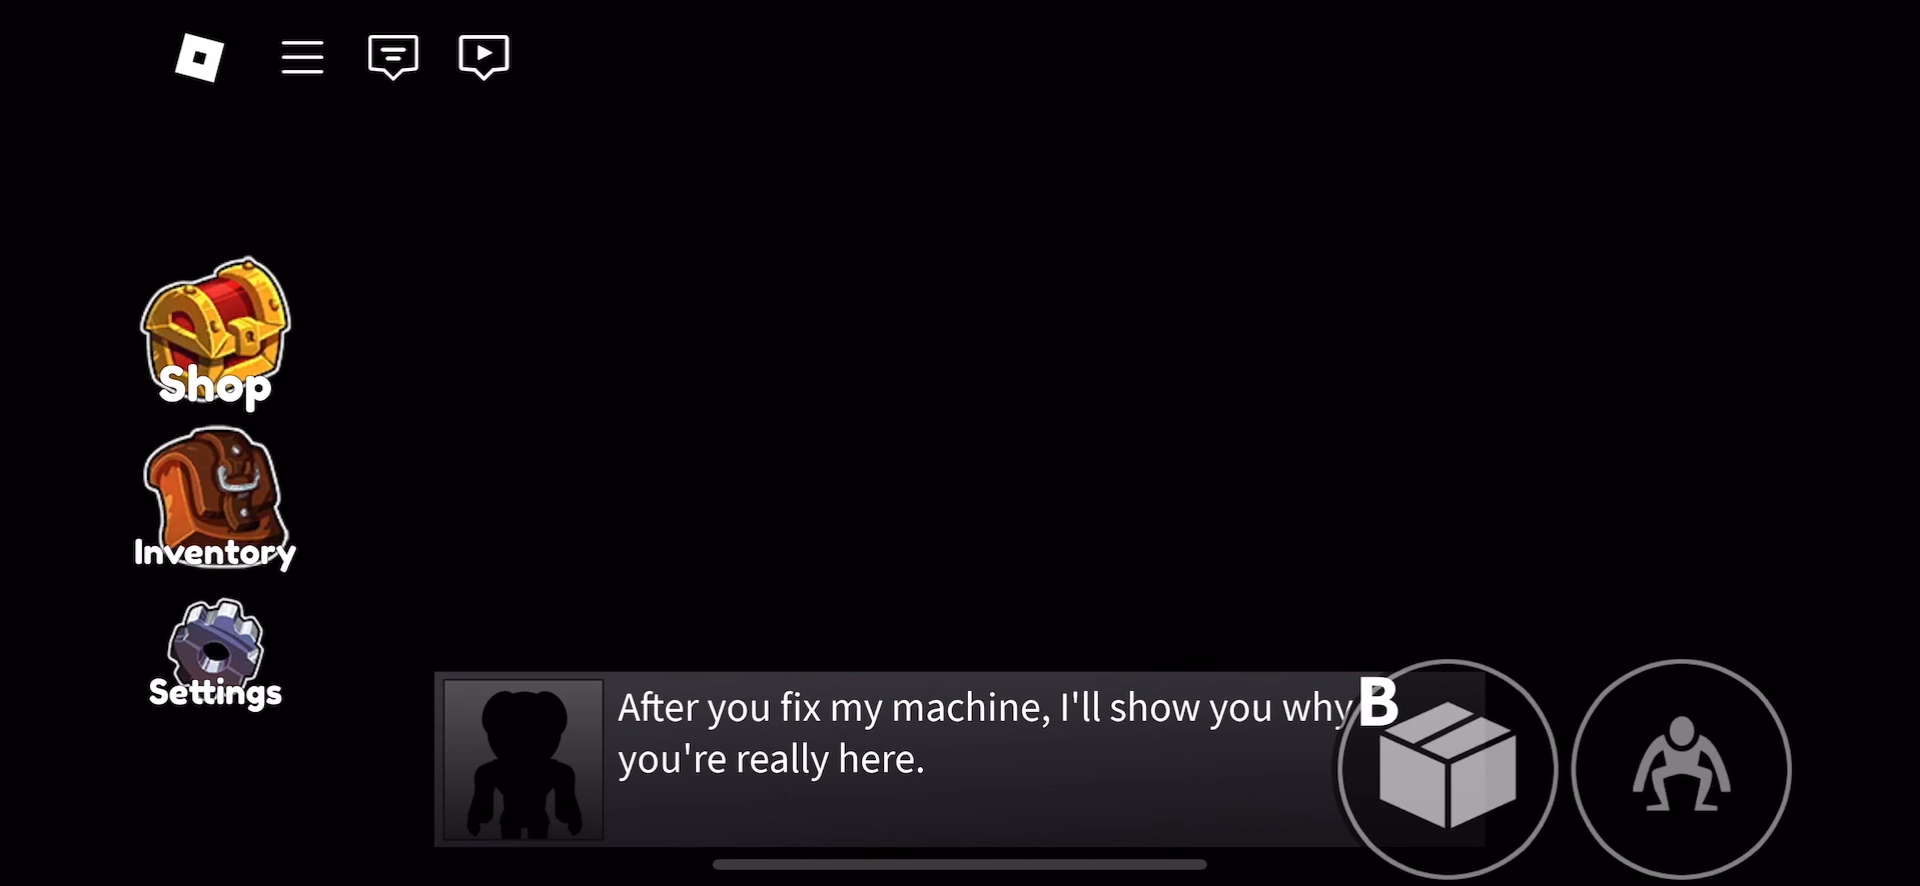 Shop
Inventory
Settings
After you fix my machine, I'll show you why
you're really here.
B